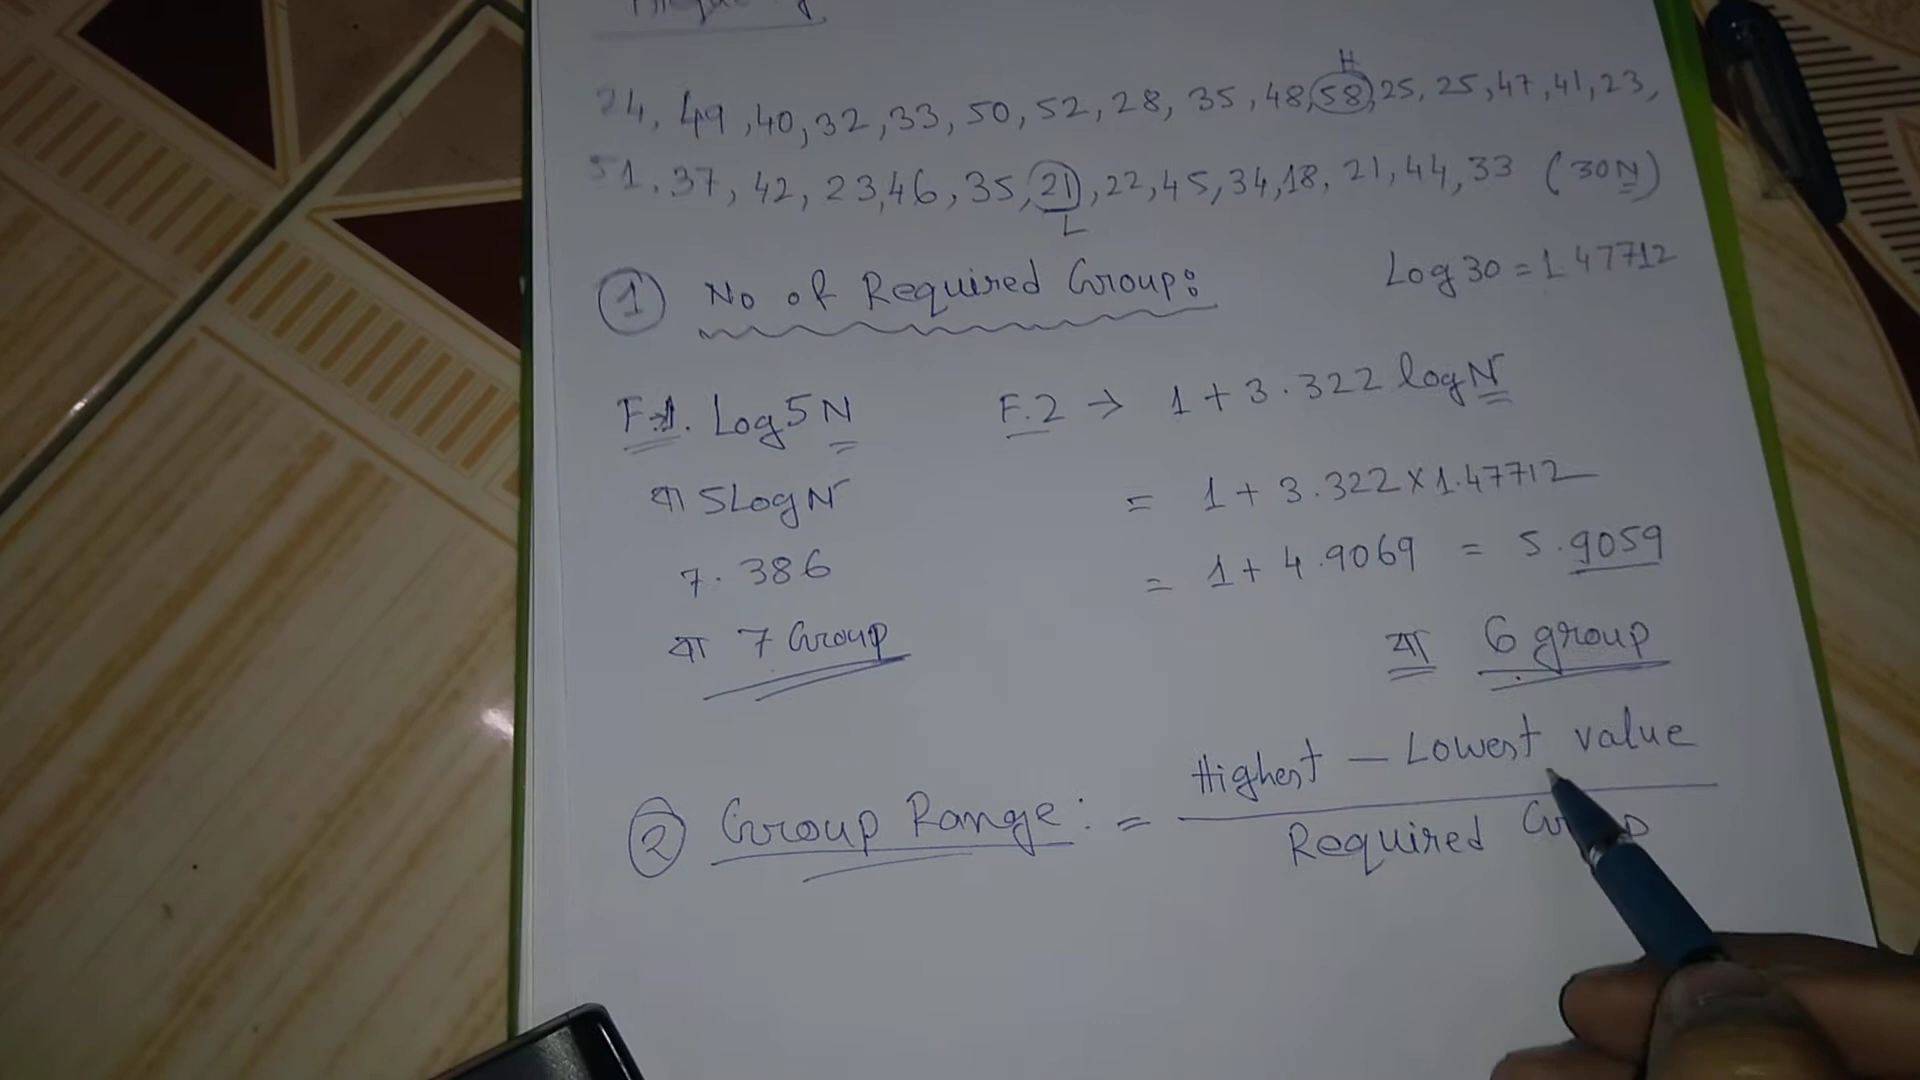 24, 49, 40, 32, 33, 50, 52, 28, 35, 48, 58, 25, 25, 47, 41, 23,
H
51, 37, 42, 23, 46, 35, 21, 22, 45, 34, 18, 21, 44, 33 (30N)
L
① No of Required Group:
Log 30 = 1.47712
F.1. Log5N
F.2 → 1 + 3.322 logN
বা 5LogN
= 1 + 3.322 × 1.47712
7.386
= 1 + 4.9069 = 5.9059
বা 7 Group
বা 6 group
Highest – Lowest value
② Group Range: =
Required